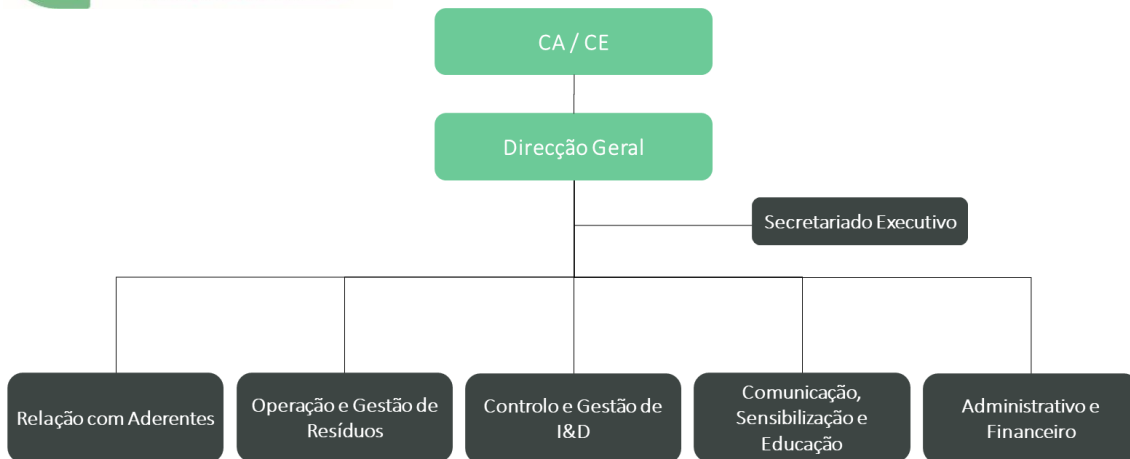 CA / CE
Direcção Geral
Secretariado Executivo
Relação com Aderentes
Operação e Gestão de
Resíduos
Controlo e Gestão de
I&D
Comunicação,
Sensibilização e
Educação
Administrativo e
Financeiro